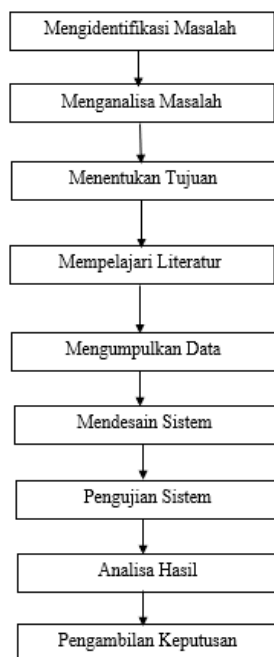 Mengidentifikasi Masalah
Menganalisa Masalah
Menentukan Tujuan
Mempelajari Literatur
Mengumpulkan Data
Mendesain Sistem
Pengujian Sistem
Analisa Hasil
Pengambilan Keputusan